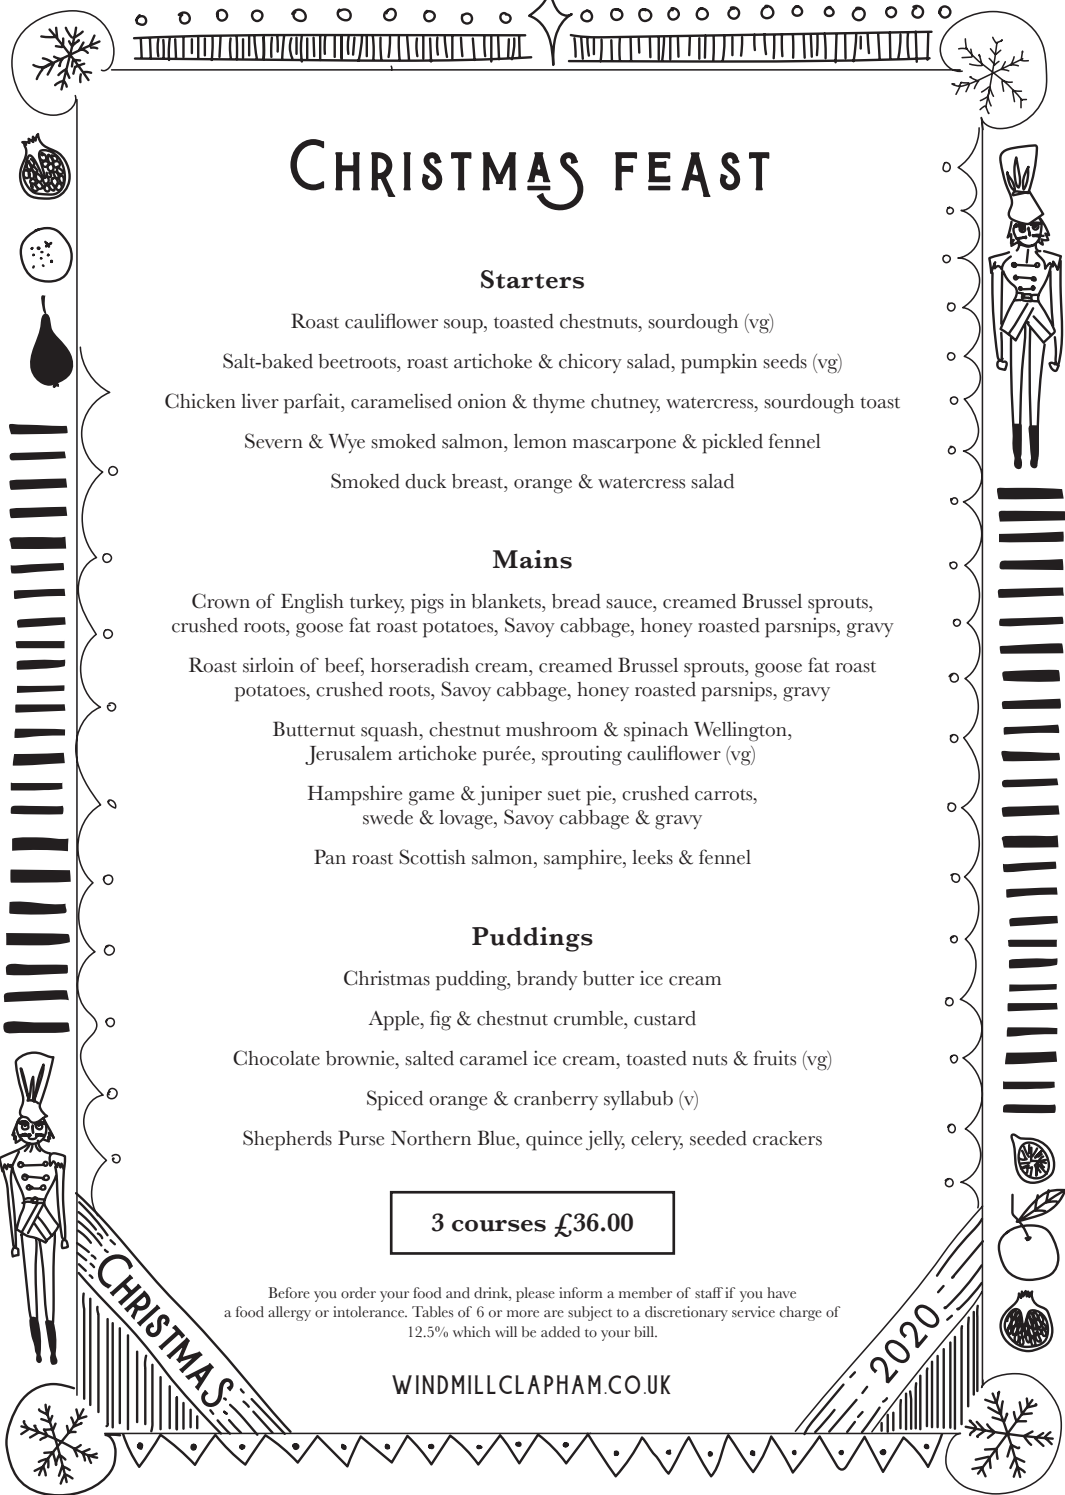 Christmas feast
Starters
Roast cauliflower soup, toasted chestnuts, sourdough (vg)
Salt-baked beetroots, roast artichoke & chicory salad, pumpkin seeds (vg)
Chicken liver parfait, caramelised onion & thyme chutney, watercress, sourdough toast
Severn & Wye smoked salmon, lemon mascarpone & pickled fennel
Smoked duck breast, orange & watercress salad
Mains
Crown of English turkey, pigs in blankets, bread sauce, creamed Brussel sprouts,
crushed roots, goose fat roast potatoes, Savoy cabbage, honey roasted parsnips, gravy
Roast sirloin of beef, horseradish cream, creamed Brussel sprouts, goose fat roast
potatoes, crushed roots, Savoy cabbage, honey roasted parsnips, gravy
Butternut squash, chestnut mushroom & spinach Wellington,
Jerusalem artichoke purée, sprouting cauliflower (vg)
Hampshire game & juniper suet pie, crushed carrots,
swede & lovage, Savoy cabbage & gravy
Pan roast Scottish salmon, samphire, leeks & fennel
Puddings
Christmas pudding, brandy butter ice cream
Apple, fig & chestnut crumble, custard
Chocolate brownie, salted caramel ice cream, toasted nuts & fruits (vg)
Spiced orange & cranberry syllabub (v)
Shepherds Purse Northern Blue, quince jelly, celery, seeded crackers
3 courses £36.00
Before you order your food and drink, please inform a member of staff if you have
a food allergy or intolerance. Tables of 6 or more are subject to a discretionary service charge of
12.5% which will be added to your bill.
WINDMILLCLAPHAM.CO.UK
Christmas
2020